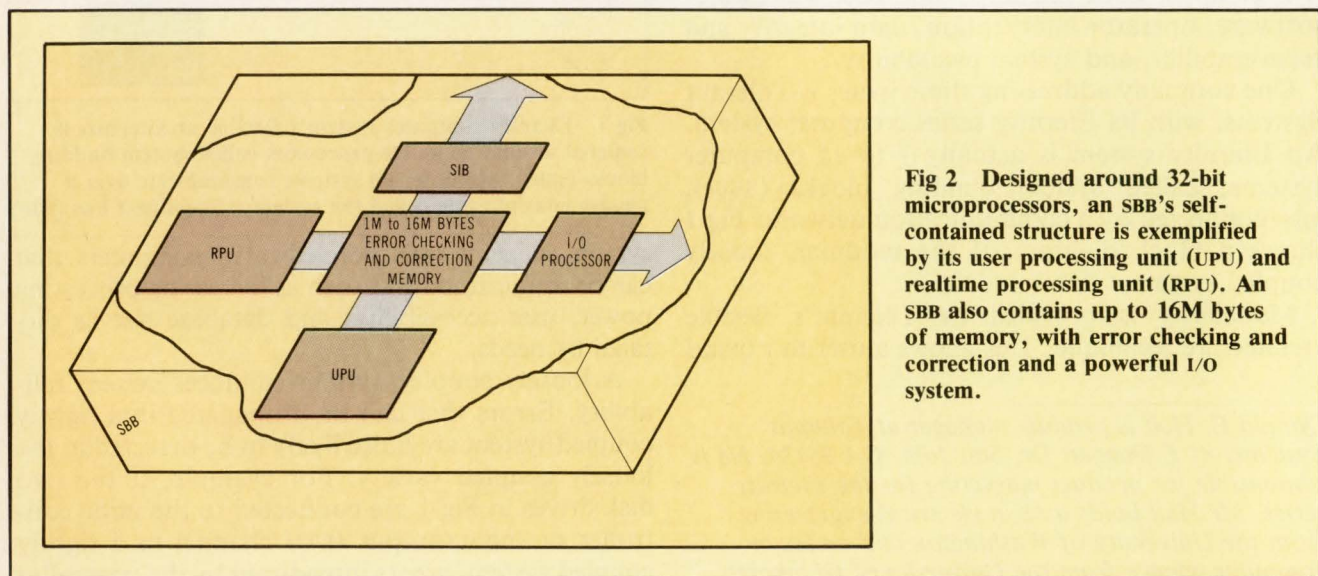 SIB
RPU
1M to 16M BYTES
ERROR CHECKING
AND CORRECTION
MEMORY
I/O
PROCESSOR
UPU
SBB
Fig 2 Designed around 32-bit
microprocessors, an SBB's self-
contained structure is exemplified
by its user processing unit (UPU) and
realtime processing unit (RPU). An
SBB also contains up to 16M bytes
of memory, with error checking and
correction and a powerful I/O
system.